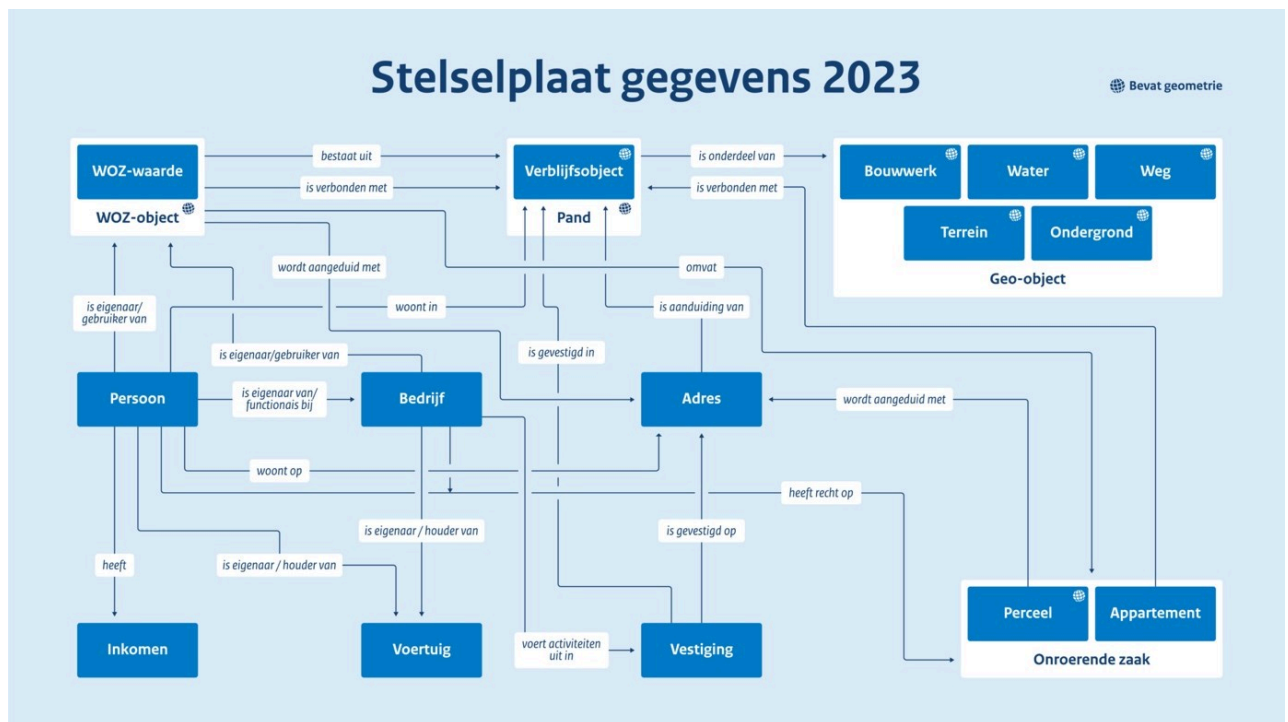 Stelselplaat gegevens 2023
Bevat geometrie
WOZ-waarde
bestaat uit
Verblijfsobject
is onderdeel van
Bouwwerk
Water
Weg
is verbonden met
is verbonden met
WOZ-object
Pand
Terrein
Ondergrond
wordt aangeduid met
omvat
Geo-object
is eigenaar/
gebruiker van
woont in
is aanduiding van
is eigenaar/gebruiker van
is gevestigd in
Persoon
is eigenaar van/
functionais bij
Bedrijf
Adres
wordt aangeduid met
woont op
heeft recht op
is eigenaar / houder van
is gevestigd op
heeft
is eigenaar / houder van
Perceel
Appartement
Inkomen
Voertuig
voert activiteiten
uit in
Vestiging
Onroerende zaak